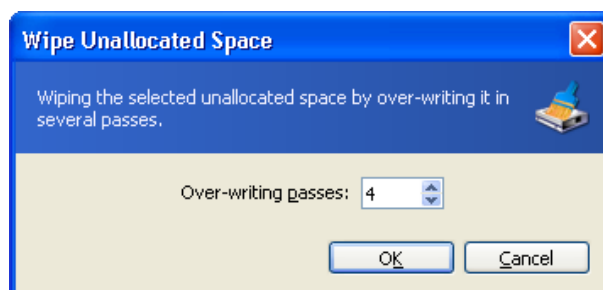 Wipe Unallocated Space
Wiping the selected unallocated space by over-writing it in
several passes.
Over-writing passes: 4
OK Cancel